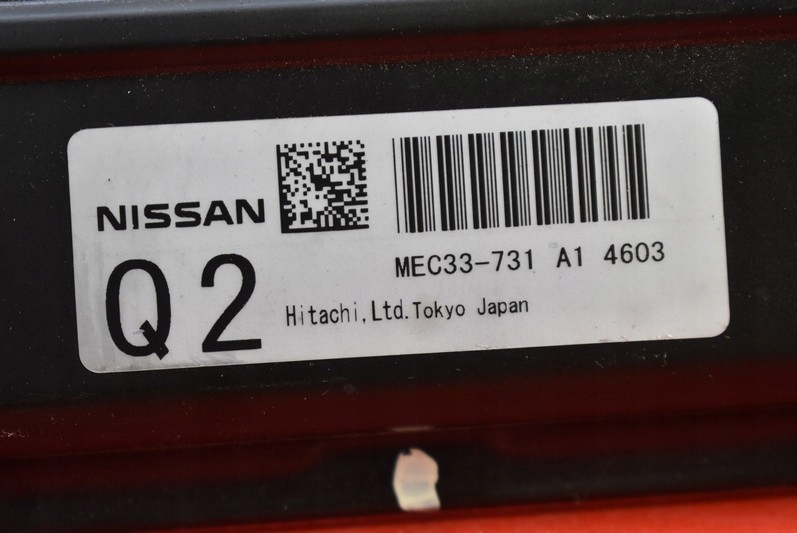 NISSAN
MEC33-731 A1 4603
Q2
Hitachi,Ltd.Tokyo Japan